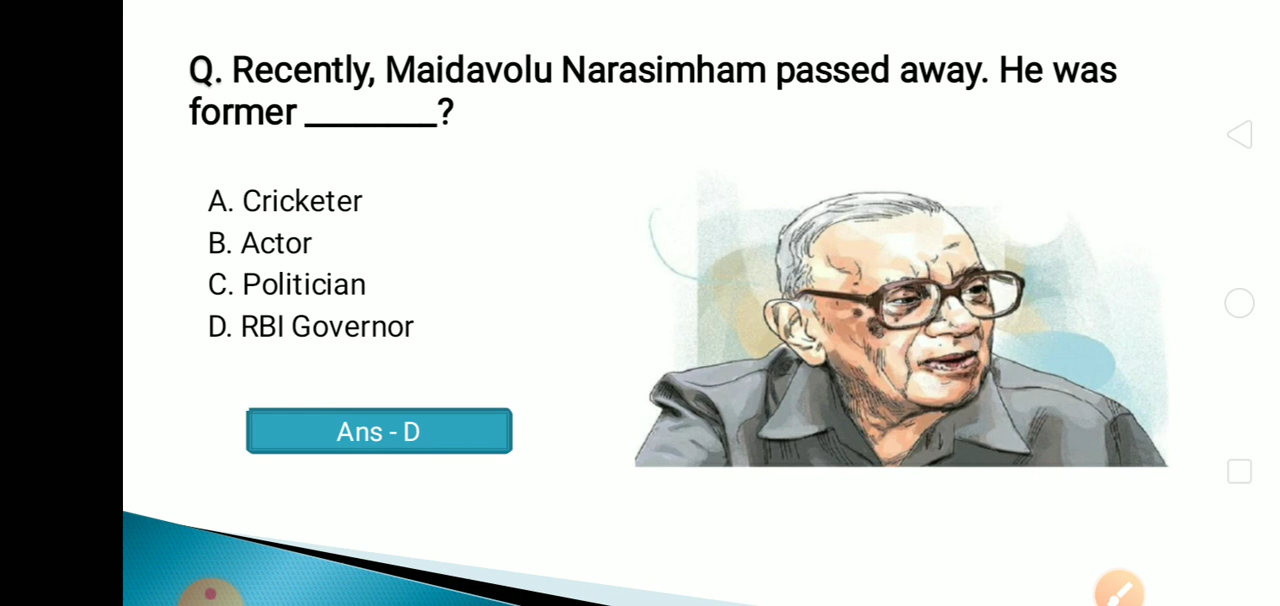 Q. Recently, Maidavolu Narasimham passed away. He was
former ________?
A. Cricketer
B. Actor
C. Politician
D. RBI Governor
Ans - D